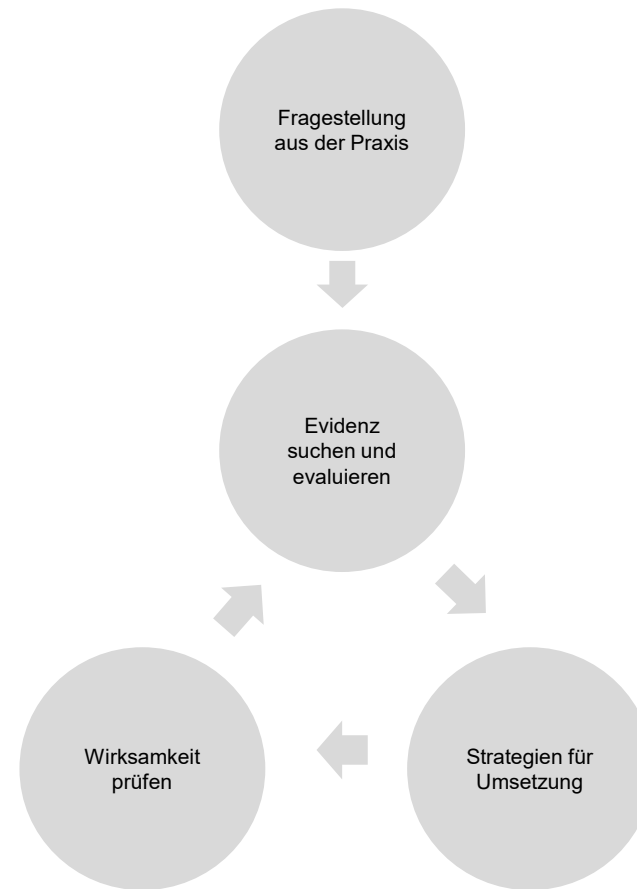 Fragestellung
aus der Praxis
Evidenz
suchen und
evaluieren
Wirksamkeit
prüfen
Strategien für
Umsetzung